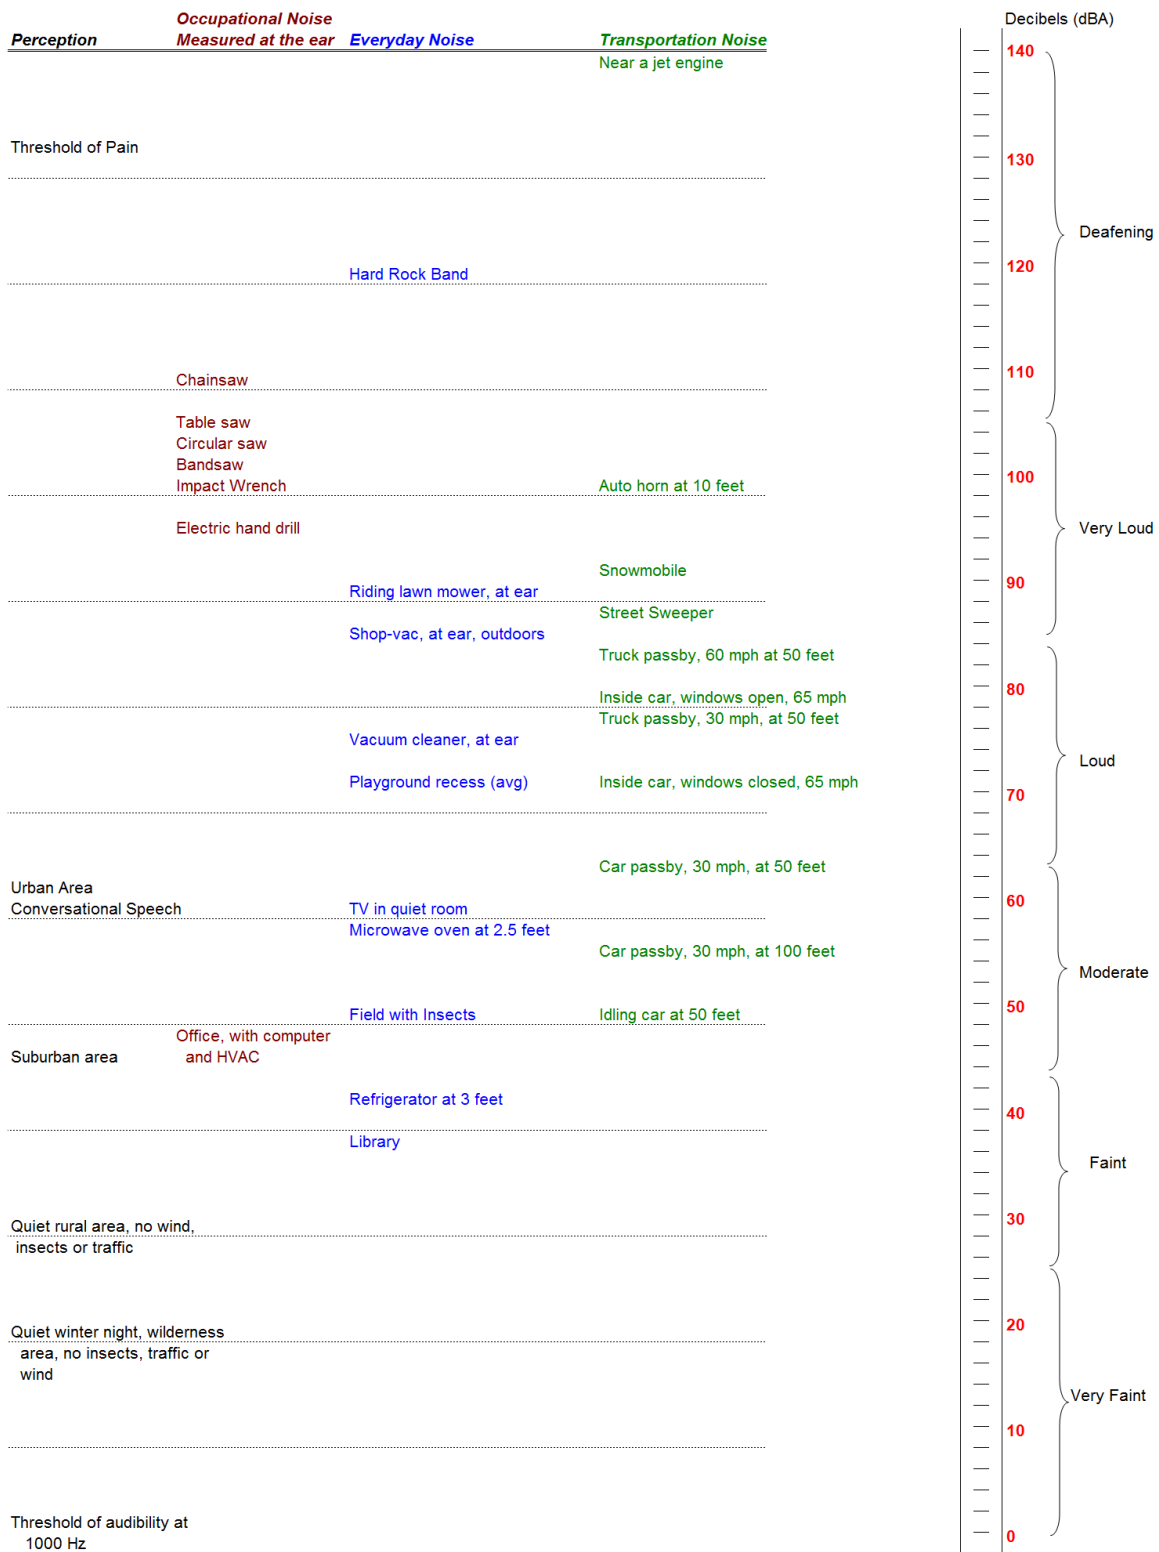 Occupational Noise Decibels (dBA)
Perception Measured at the ear Everyday Noise Transportation Noise
140
Near a jet engine
Threshold of Pain
130
Deafening
120
Hard Rock Band
110
Chainsaw
Table saw
Circular saw
Bandsaw
100
Impact Wrench Auto horn at 10 feet
Electric hand drill Very Loud
Snowmobile
90
Riding lawn mower, at ear
Street Sweeper
Shop-vac, at ear, outdoors
Truck passby, 60 mph at 50 feet
80
Inside car, windows open, 65 mph
Truck passby, 30 mph, at 50 feet
Vacuum cleaner, at ear
Loud
Playground recess (avg) Inside car, windows closed, 65 mph
70
Car passby, 30 mph, at 50 feet
Urban Area
60
Conversational Speech TV in quiet room
Microwave oven at 2.5 feet
Car passby, 30 mph, at 100 feet
Moderate
50
Field with Insects Idling car at 50 feet
Office, with computer
Suburban area and HVAC
Refrigerator at 3 feet
40
Library
Faint
30
Quiet rural area, no wind,
insects or traffic
20
Quiet winter night, wilderness
area, no insects, traffic or
wind
Very Faint
10
Threshold of audibility at
0
1000 Hz